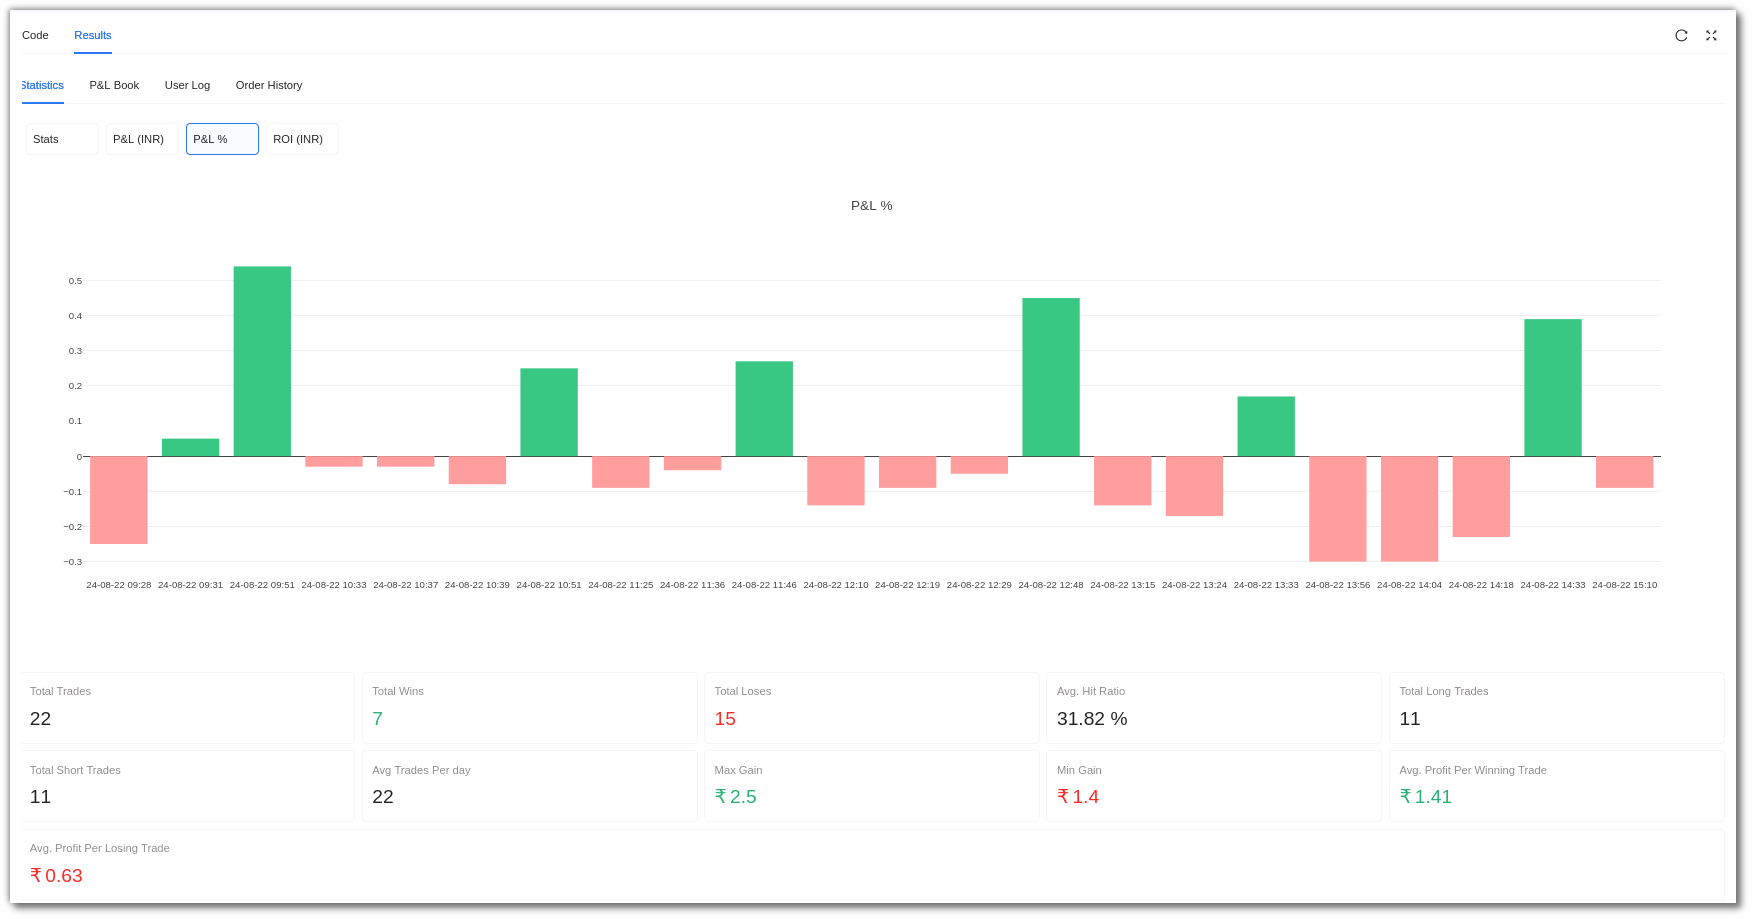 Code Results
Statistics P&L Book User Log Order History
Stats P&L (INR) P&L % ROI (INR)
P&L %
0.5
0.4
0.3
0.2
0.1
0
−0.1
−0.2
−0.3
24-08-22 09:28 24-08-22 09:31 24-08-22 09:51 24-08-22 10:33 24-08-22 10:37 24-08-22 10:39 24-08-22 10:51 24-08-22 11:25 24-08-22 11:36 24-08-22 11:46 24-08-22 12:10 24-08-22 12:19 24-08-22 12:29 24-08-22 12:48 24-08-22 13:15 24-08-22 13:24 24-08-22 13:33 24-08-22 13:56 24-08-22 14:04 24-08-22 14:18 24-08-22 14:33 24-08-22 15:10
Total Trades Total Wins Total Loses Avg. Hit Ratio Total Long Trades
22 7 15 31.82 % 11
Total Short Trades Avg Trades Per day Max Gain Min Gain Avg. Profit Per Winning Trade
11 22 ₹ 2.5 ₹ 1.4 ₹ 1.41
Avg. Profit Per Losing Trade
₹ 0.63